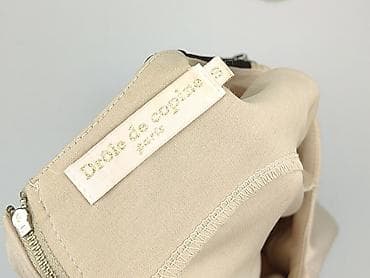 Drôle de copine
paris
S